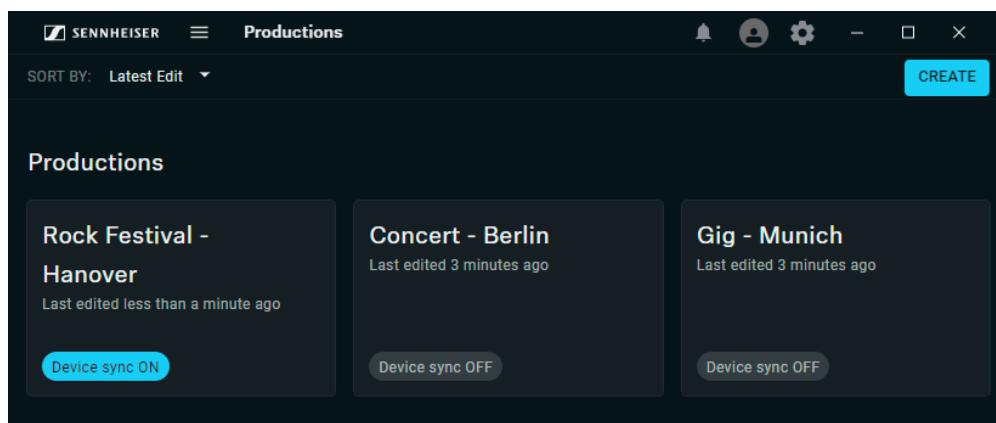 SENNHEISER Productions
SORT BY: Latest Edit CREATE
Productions
Rock Festival -
Hanover
Last edited less than a minute ago
Device sync ON
Concert - Berlin
Last edited 3 minutes ago
Device sync OFF
Gig - Munich
Last edited 3 minutes ago
Device sync OFF